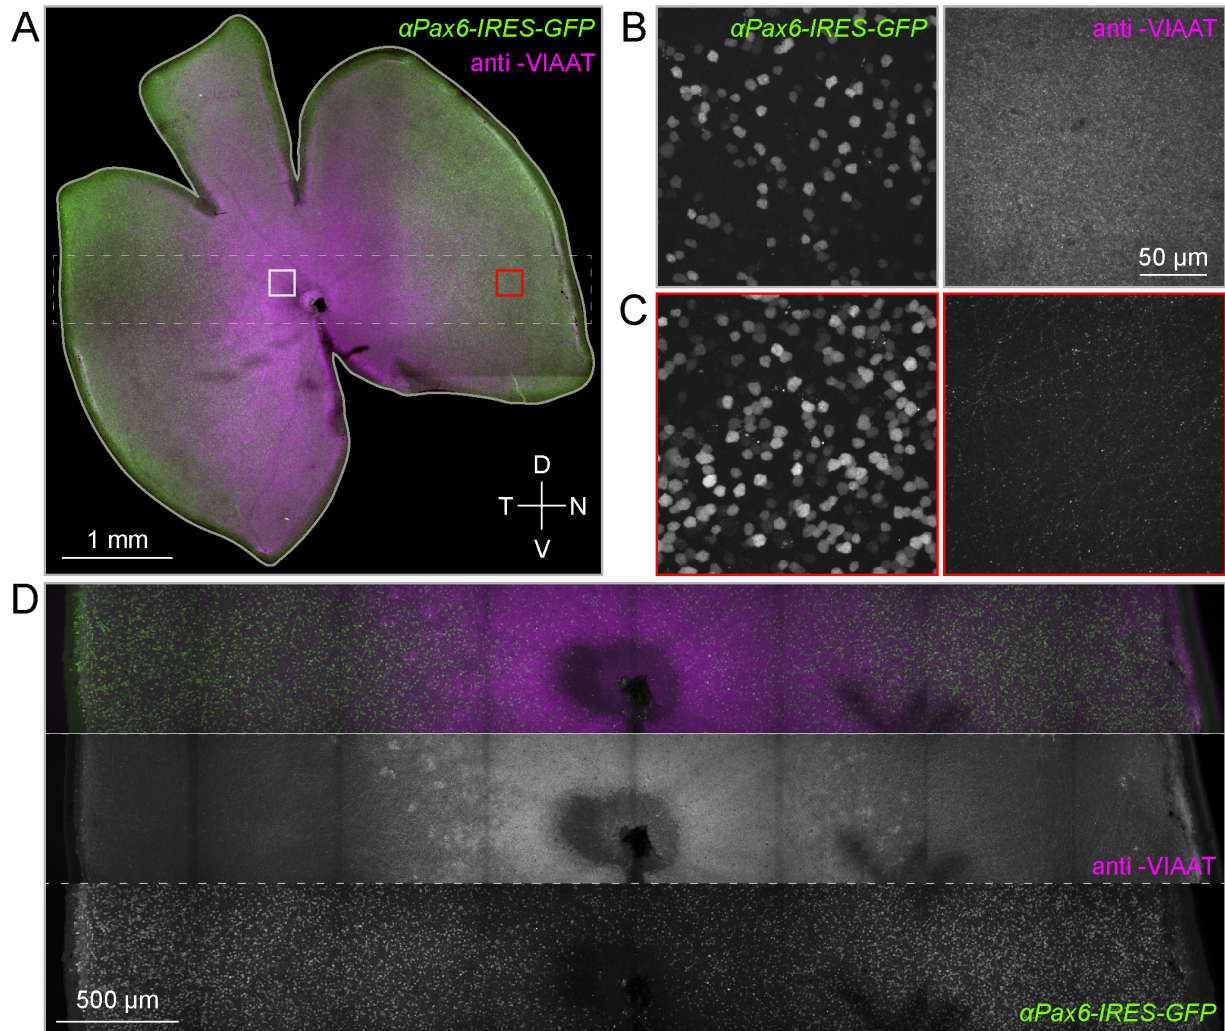 A
αPax6-IRES-GFP
anti -VIAAT
D
T N
V
1 mm
B
αPax6-IRES-GFP
anti -VIAAT
50 µm
C
D
anti -VIAAT
500 µm
αPax6-IRES-GFP